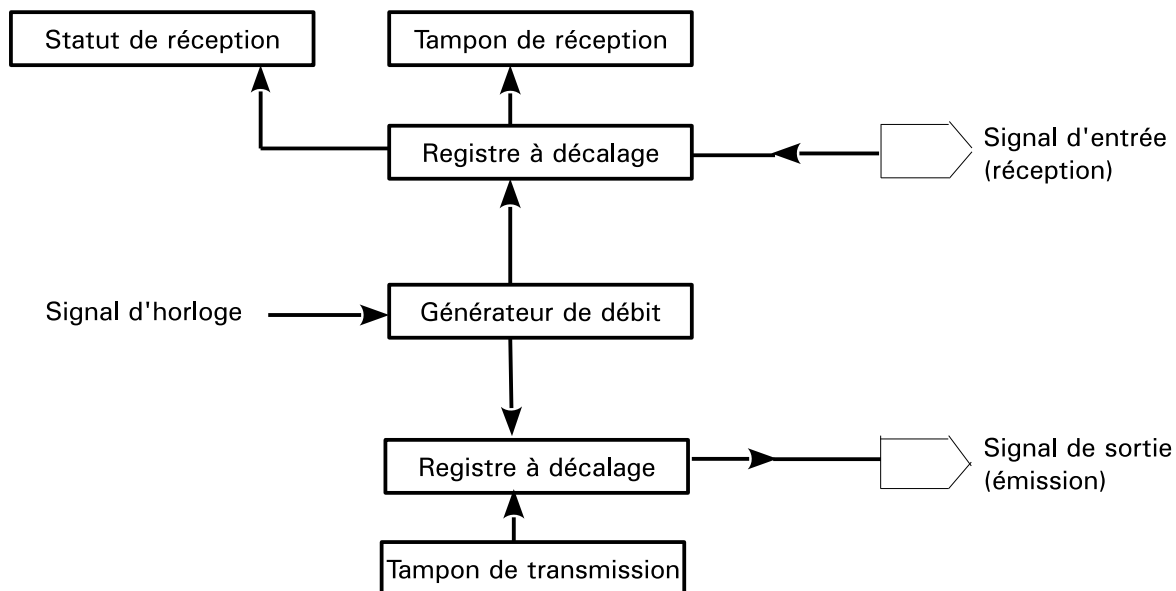 Statut de réception
Tampon de réception
Registre à décalage
Signal d'entrée
(réception)
Signal d'horloge
Générateur de débit
Registre à décalage
Signal de sortie
(émission)
Tampon de transmission